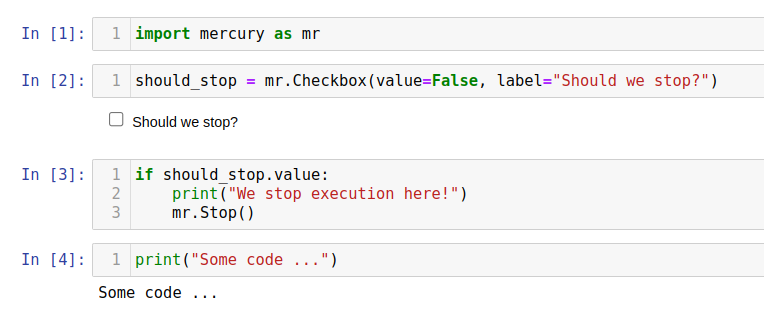 In [1]: 1 import mercury as mr
In [2]: 1 should_stop = mr.Checkbox(value=False, label="Should we stop?")
Should we stop?
In [3]: 1 if should_stop.value:
2     print("We stop execution here!")
3     mr.Stop()
In [4]: 1 print("Some code ...")
Some code ...